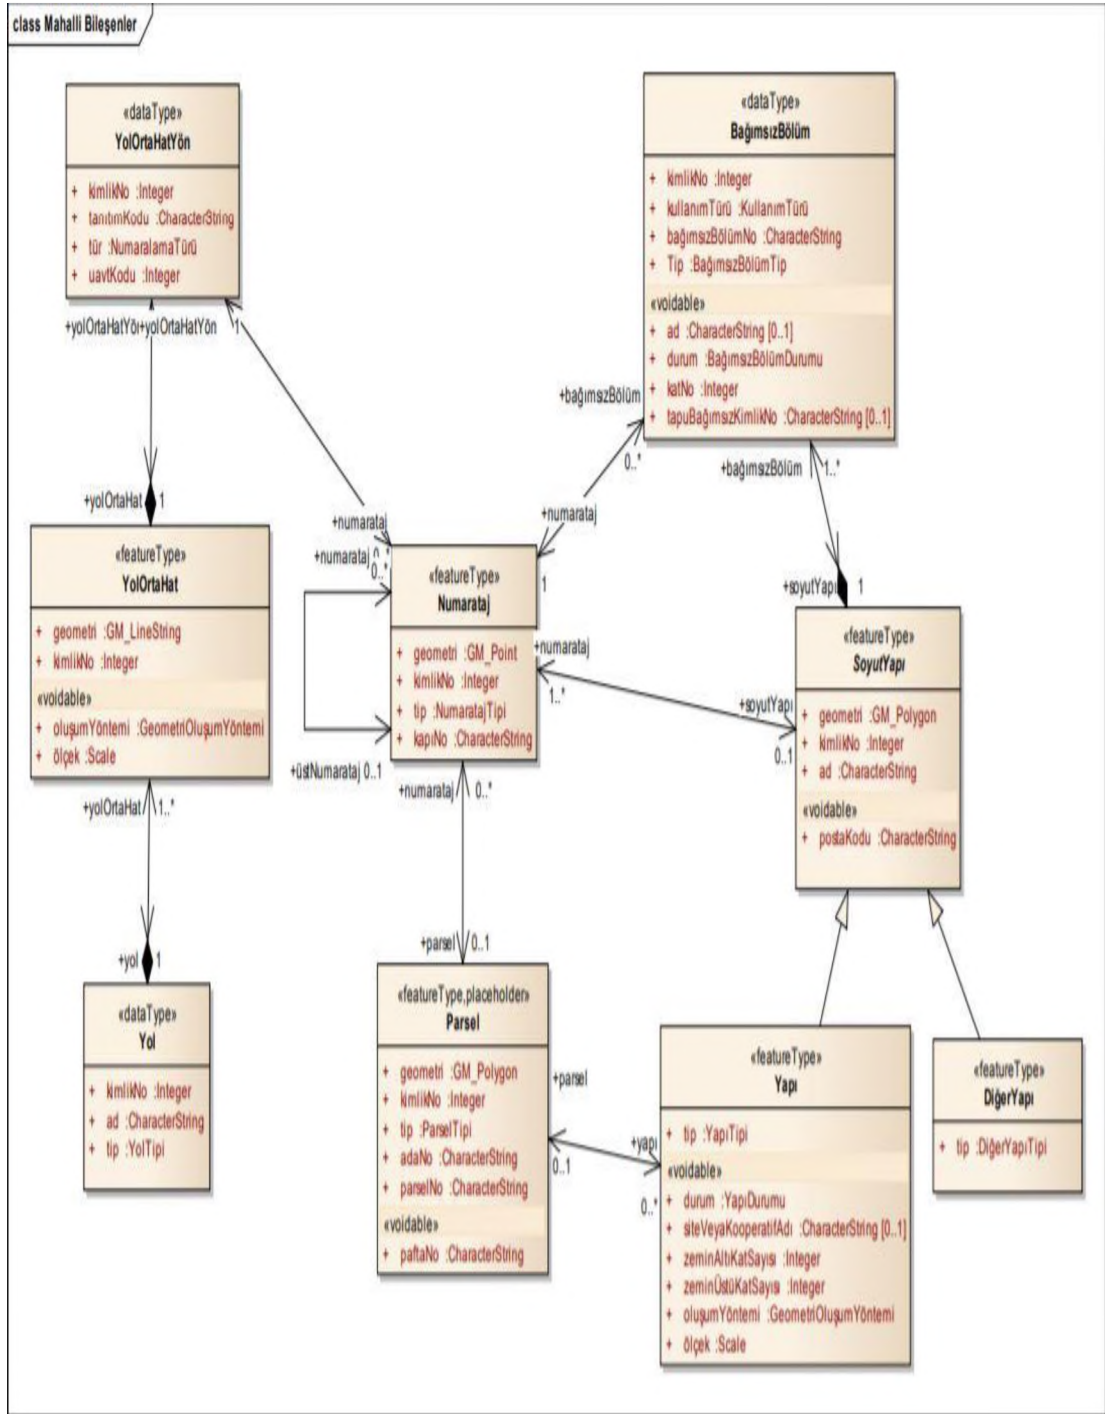 class Mahalli Bileşenler
«dataType»
YolOrtaHatYön
+ kimlikNo :Integer
+ tanıtımKodu :CharacterString
+ tür :NumaralamaTürü
+ uavtKodu :Integer
+yolOrtaHatYön
+yolOrtaHatYön
1
«dataType»
BağımsızBölüm
+ kimlikNo :Integer
+ kullanımTürü :KullanımTürü
+ bağımsızBölümNo :CharacterString
+ Tip :BağımsızBölümTip
«voidable»
+ ad :CharacterString [0..1]
+ durum :BağımsızBölümDurumu
+ katNo :Integer
+ tapuBağımsızKimlikNo :CharacterString [0..1]
+bağımsızBölüm
0..*
+bağımsızBölüm
1..*
+yolOrtaHat
1
«featureType»
YolOrtaHat
+ geometri :GM_LineString
+ kimlikNo :Integer
«voidable»
+ oluşumYöntemi :GeometriOluşumYöntemi
+ ölçek :Scale
+yolOrtaHat
1..*
+numarataj
+numarataj
0..*
0..*
+numarataj
1
«featureType»
Numarataj
+ geometri :GM_Point
+ kimlikNo :Integer
+ tip :NumaratajTipi
+ kapıNo :CharacterString
+üstNumarataj 0..1
+numarataj
0..*
+numarataj
1..*
+soyutYapı
0..1
+soyutYapı
1
«featureType»
SoyutYapı
+ geometri :GM_Polygon
+ kimlikNo :Integer
+ ad :CharacterString
«voidable»
+ postaKodu :CharacterString
+yol
1
«dataType»
Yol
+ kimlikNo :Integer
+ ad :CharacterString
+ tip :YolTipi
+parsel
0..1
«featureType,placeholder»
Parsel
+ geometri :GM_Polygon
+ kimlikNo :Integer
+ tip :ParselTipi
+ adaNo :CharacterString
+ parselNo :CharacterString
«voidable»
+ paftaNo :CharacterString
+parsel
0..1
+yapı
0..*
«featureType»
Yapı
+ tip :YapıTipi
«voidable»
+ durum :YapıDurumu
+ siteVeyaKooperatifAdı :CharacterString [0..1]
+ zeminAltıKatSayısı :Integer
+ zeminÜstüKatSayısı :Integer
+ oluşumYöntemi :GeometriOluşumYöntemi
+ ölçek :Scale
«featureType»
DiğerYapı
+ tip :DiğerYapıTipi